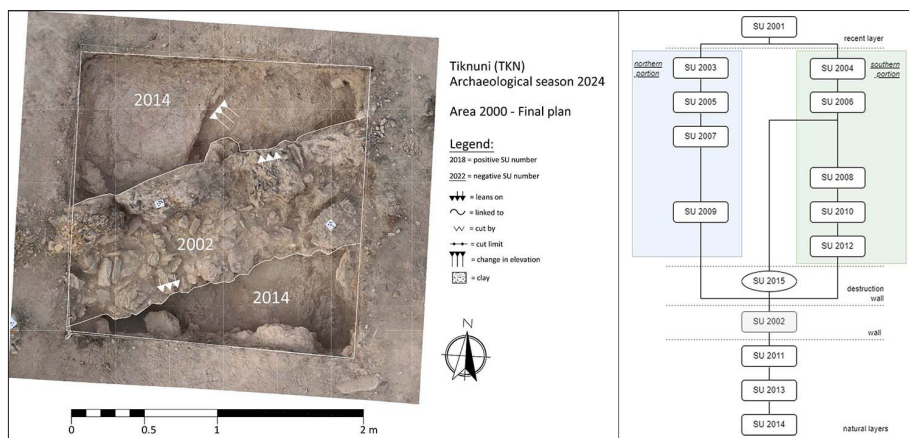 Tiknuni (TKN)
Archaeological season 2024
Area 2000 - Final plan
Legend:
2018 = positive SU number
2022 = negative SU number
= leans on
= linked to
= cut by
= cut limit
= change in elevation
= clay
2014
2002
2014
N
0 0.5 1 2 m
SU 2001
recent layer
northern
portion
southern
portion
SU 2003
SU 2004
SU 2005
SU 2006
SU 2007
SU 2008
SU 2009
SU 2010
SU 2012
SU 2015
destruction
wall
SU 2002
wall
SU 2011
SU 2013
SU 2014
natural layers